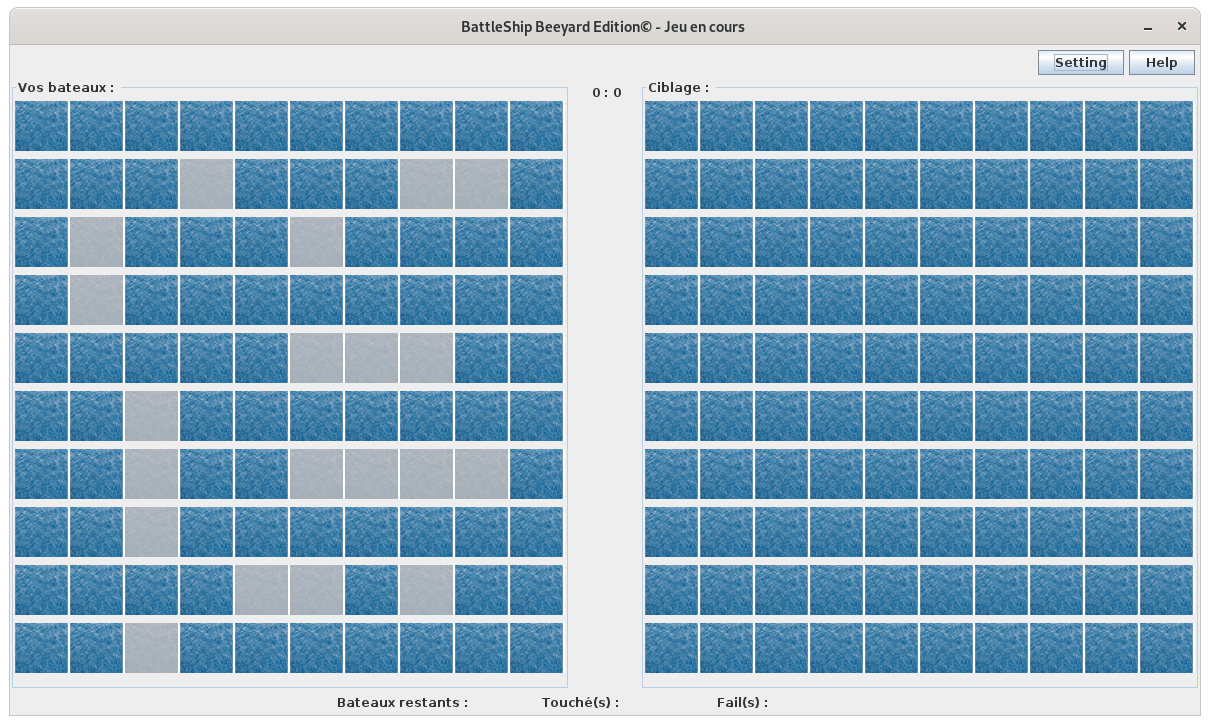 BattleShip Beeyard Edition© - Jeu en cours
Setting Help
Vos bateaux : 0 : 0 Ciblage :
Bateaux restants : Touché(s) : Fail(s) :